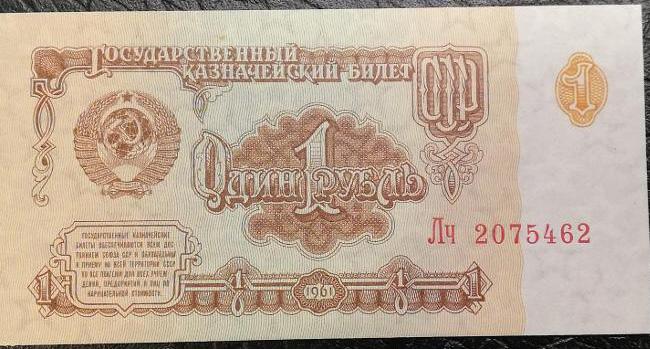 ГОСУДАРСТВЕННЫЙ
КАЗНАЧЕЙСКИЙ БИЛЕТ
СССР
1
1
ОДИН РУБЛЬ
Лч 2075462
ГОСУДАРСТВЕННЫЕ КАЗНАЧЕЙСКИЕ
БИЛЕТЫ ОБЕСПЕЧИВАЮТСЯ ВСЕМ ДОС-
ТОЯНИЕМ СОЮЗА ССР И ОБЯЗАТЕЛЬНЫ
К ПРИЕМУ НА ВСЕЙ ТЕРРИТОРИИ СССР
ВО ВСЕ ПЛАТЕЖИ ДЛЯ ВСЕХ УЧРЕЖ-
ДЕНИЙ, ПРЕДПРИЯТИЙ И ЛИЦ ПО
НАРИЦАТЕЛЬНОЙ СТОИМОСТИ.
1 1 1961 1 1